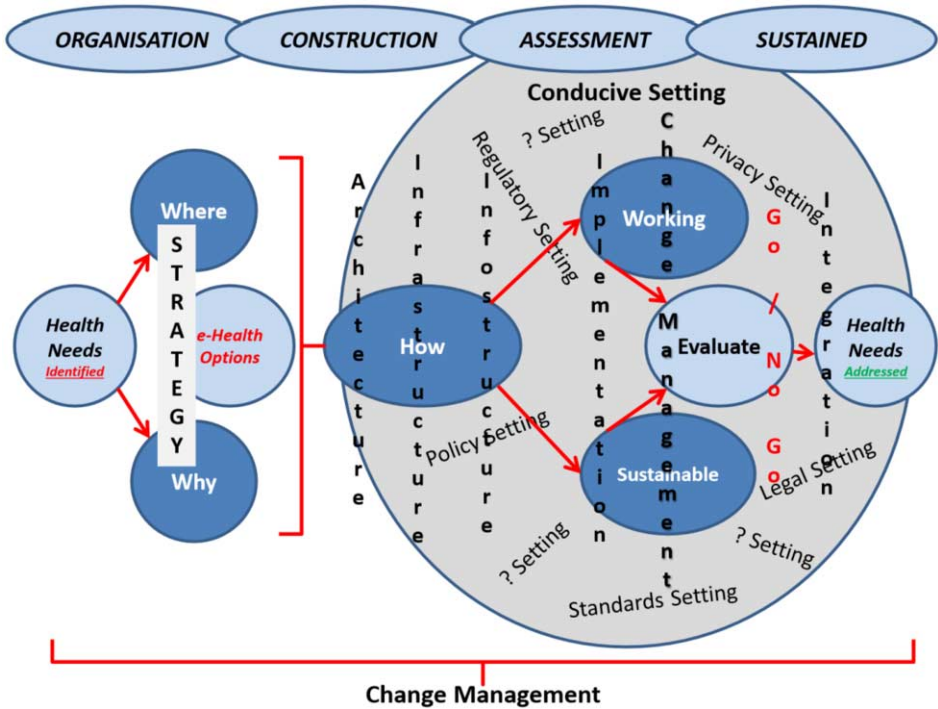 ORGANISATION
CONSTRUCTION
ASSESSMENT
SUSTAINED
Conducive Setting
Where
STRATEGY
Health
Needs
Identified
e-Health
Options
Why
Architecture
Infrastructure
Infostructure
How
Regulatory Setting
? Setting
Policy Setting
? Setting
Implementation
Change Management
Working
Sustainable
Evaluate
Privacy Setting
Go / No Go
Legal Setting
? Setting
Standards Setting
Integration
Health
Needs
Addressed
Change Management